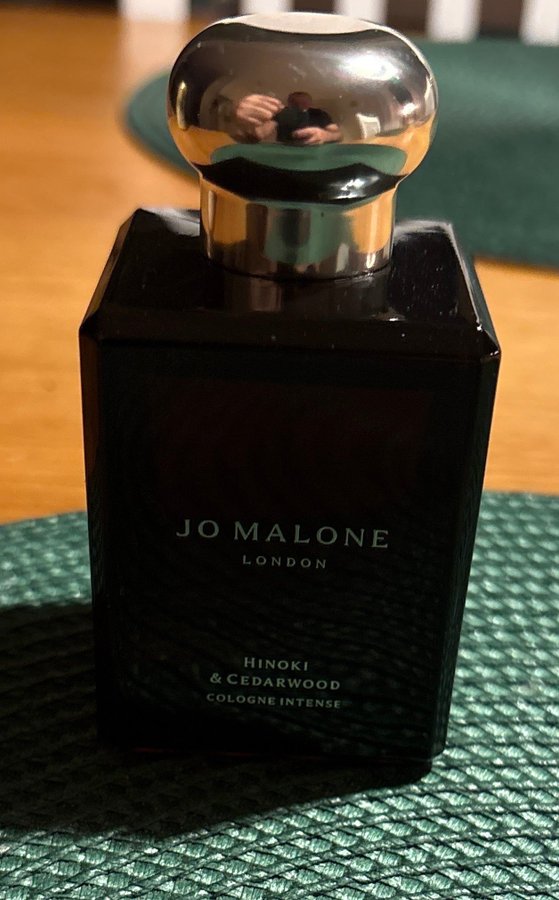 JO MALONE
LONDON
HINOKI
& CEDARWOOD
COLOGNE INTENSE